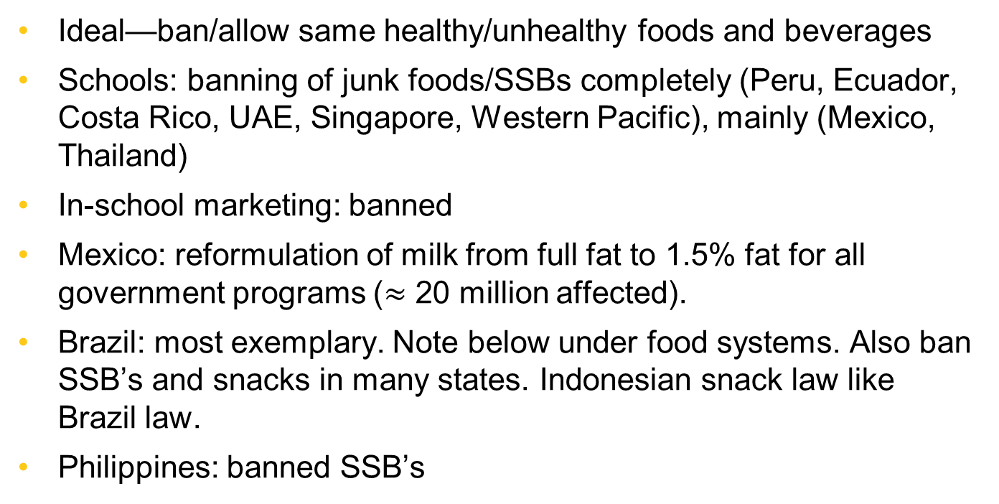 • Ideal—ban/allow same healthy/unhealthy foods and beverages
• Schools: banning of junk foods/SSBs completely (Peru, Ecuador,
Costa Rico, UAE, Singapore, Western Pacific), mainly (Mexico,
Thailand)
• In-school marketing: banned
• Mexico: reformulation of milk from full fat to 1.5% fat for all
government programs (≈ 20 million affected).
• Brazil: most exemplary. Note below under food systems. Also ban
SSB’s and snacks in many states. Indonesian snack law like
Brazil law.
• Philippines: banned SSB’s